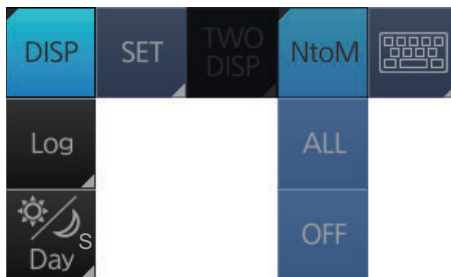 DISP
SET
TWO
DISP
NtoM
Log
ALL
S
Day
OFF